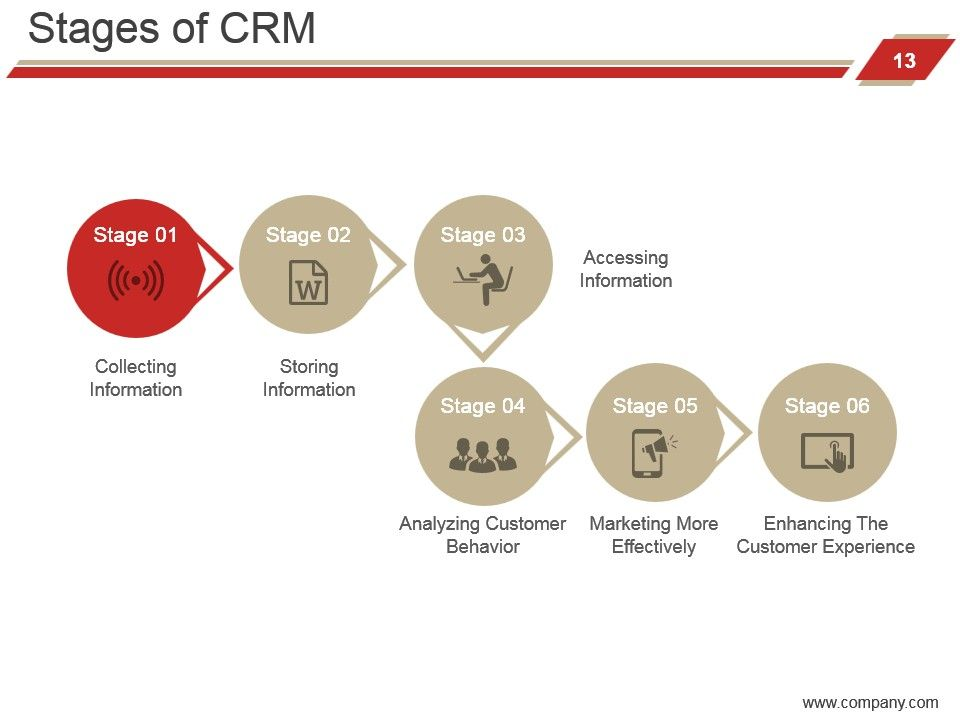 Stages of CRM
13
Stage 01
Stage 02
Stage 03
W
Collecting
Information
Storing
Information
Accessing
Information
Stage 04
Stage 05
Stage 06
Analyzing Customer
Behavior
Marketing More
Effectively
Enhancing The
Customer Experience
www.company.com